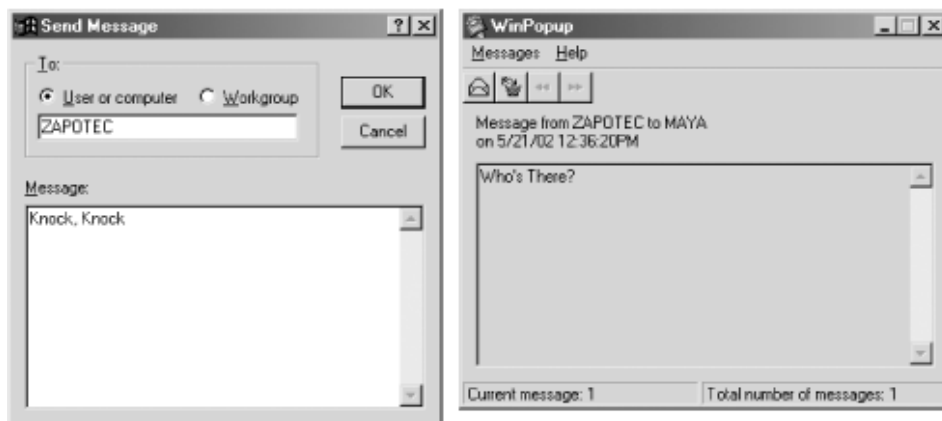 Send Message
To:
User or computer
Workgroup
ZAPOTEC
OK
Cancel
Message:
Knock, Knock
WinPopup
Messages Help
Message from ZAPOTEC to MAYA
on 5/21/02 12:36:20PM
Who's There?
Current message: 1
Total number of messages: 1